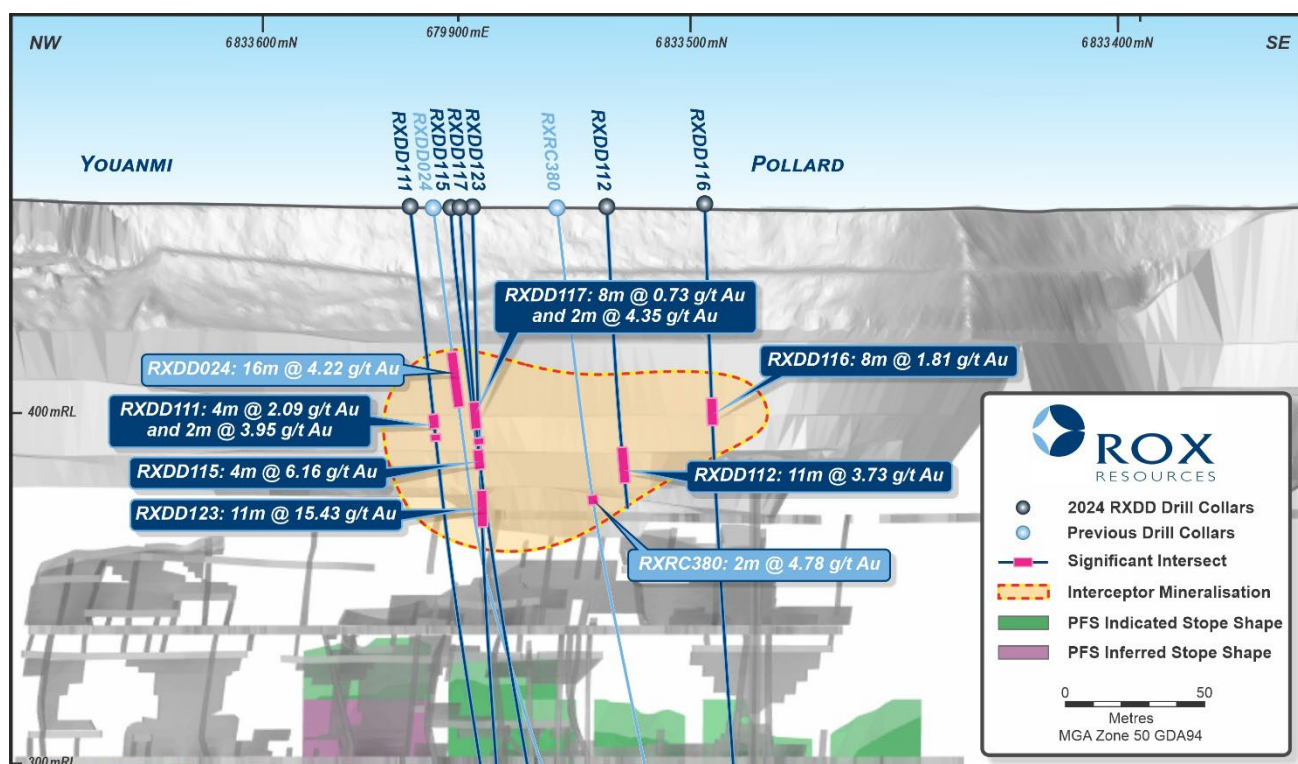 NW
6 833 600 mN
679 900 mE
6 833 500 mN
6 833 400 mN
SE
YOUANMI
RXDD111
RXDD024
RXDD115
RXDD117
RXDD123
RXRC380
RXDD112
RXDD116
POLLARD
RXDD117: 8m @ 0.73 g/t Au
and 2m @ 4.35 g/t Au
RXDD024: 16m @ 4.22 g/t Au
RXDD116: 8m @ 1.81 g/t Au
400 mRL
RXDD111: 4m @ 2.09 g/t Au
and 2m @ 3.95 g/t Au
RXDD115: 4m @ 6.16 g/t Au
RXDD112: 11m @ 3.73 g/t Au
RXDD123: 11m @ 15.43 g/t Au
RXRC380: 2m @ 4.78 g/t Au
300 mRL
ROX
RESOURCES
2024 RXDD Drill Collars
Previous Drill Collars
Significant Intersect
Interceptor Mineralisation
PFS Indicated Stope Shape
PFS Inferred Stope Shape
0 50
Metres
MGA Zone 50 GDA94